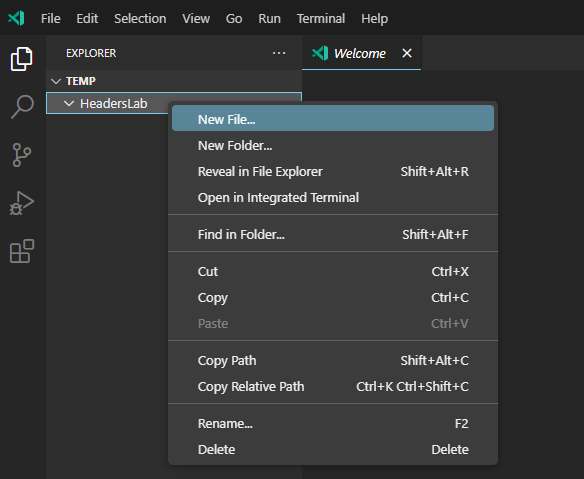 File Edit Selection View Go Run Terminal Help
EXPLORER ··· Welcome
TEMP
HeadersLab
New File...
New Folder...
Reveal in File Explorer Shift+Alt+R
Open in Integrated Terminal
Find in Folder... Shift+Alt+F
Cut Ctrl+X
Copy Ctrl+C
Paste Ctrl+V
Copy Path Shift+Alt+C
Copy Relative Path Ctrl+K Ctrl+Shift+C
Rename... F2
Delete Delete